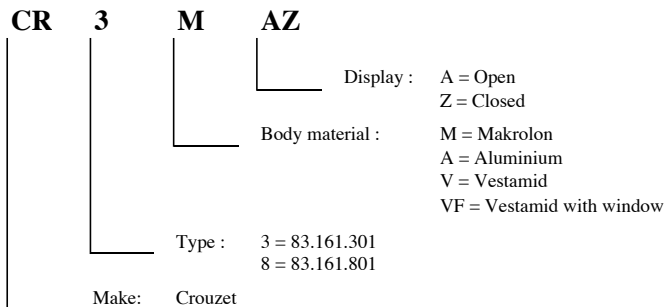 CR 3 M AZ
Display : A = Open
Z = Closed
Body material : M = Makrolon
A = Aluminium
V = Vestamid
VF = Vestamid with window
Type : 3 = 83.161.301
8 = 83.161.801
Make: Crouzet